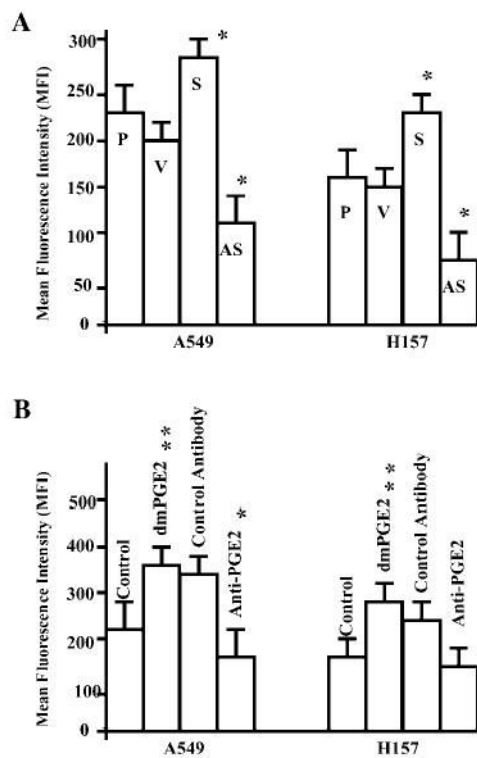 A
Mean Fluorescence Intensity (MFI)
300
250
200
150
100
50
0
P
V
S
*
AS
*
P
V
S
*
AS
*
A549
H157
B
Mean Fluorescence Intensity (MFI)
500
400
300
200
100
0
Control
dmPGE2 **
Control Antibody
Anti-PGE2 *
Control
dmPGE2 **
Control Antibody
Anti-PGE2
A549
H157